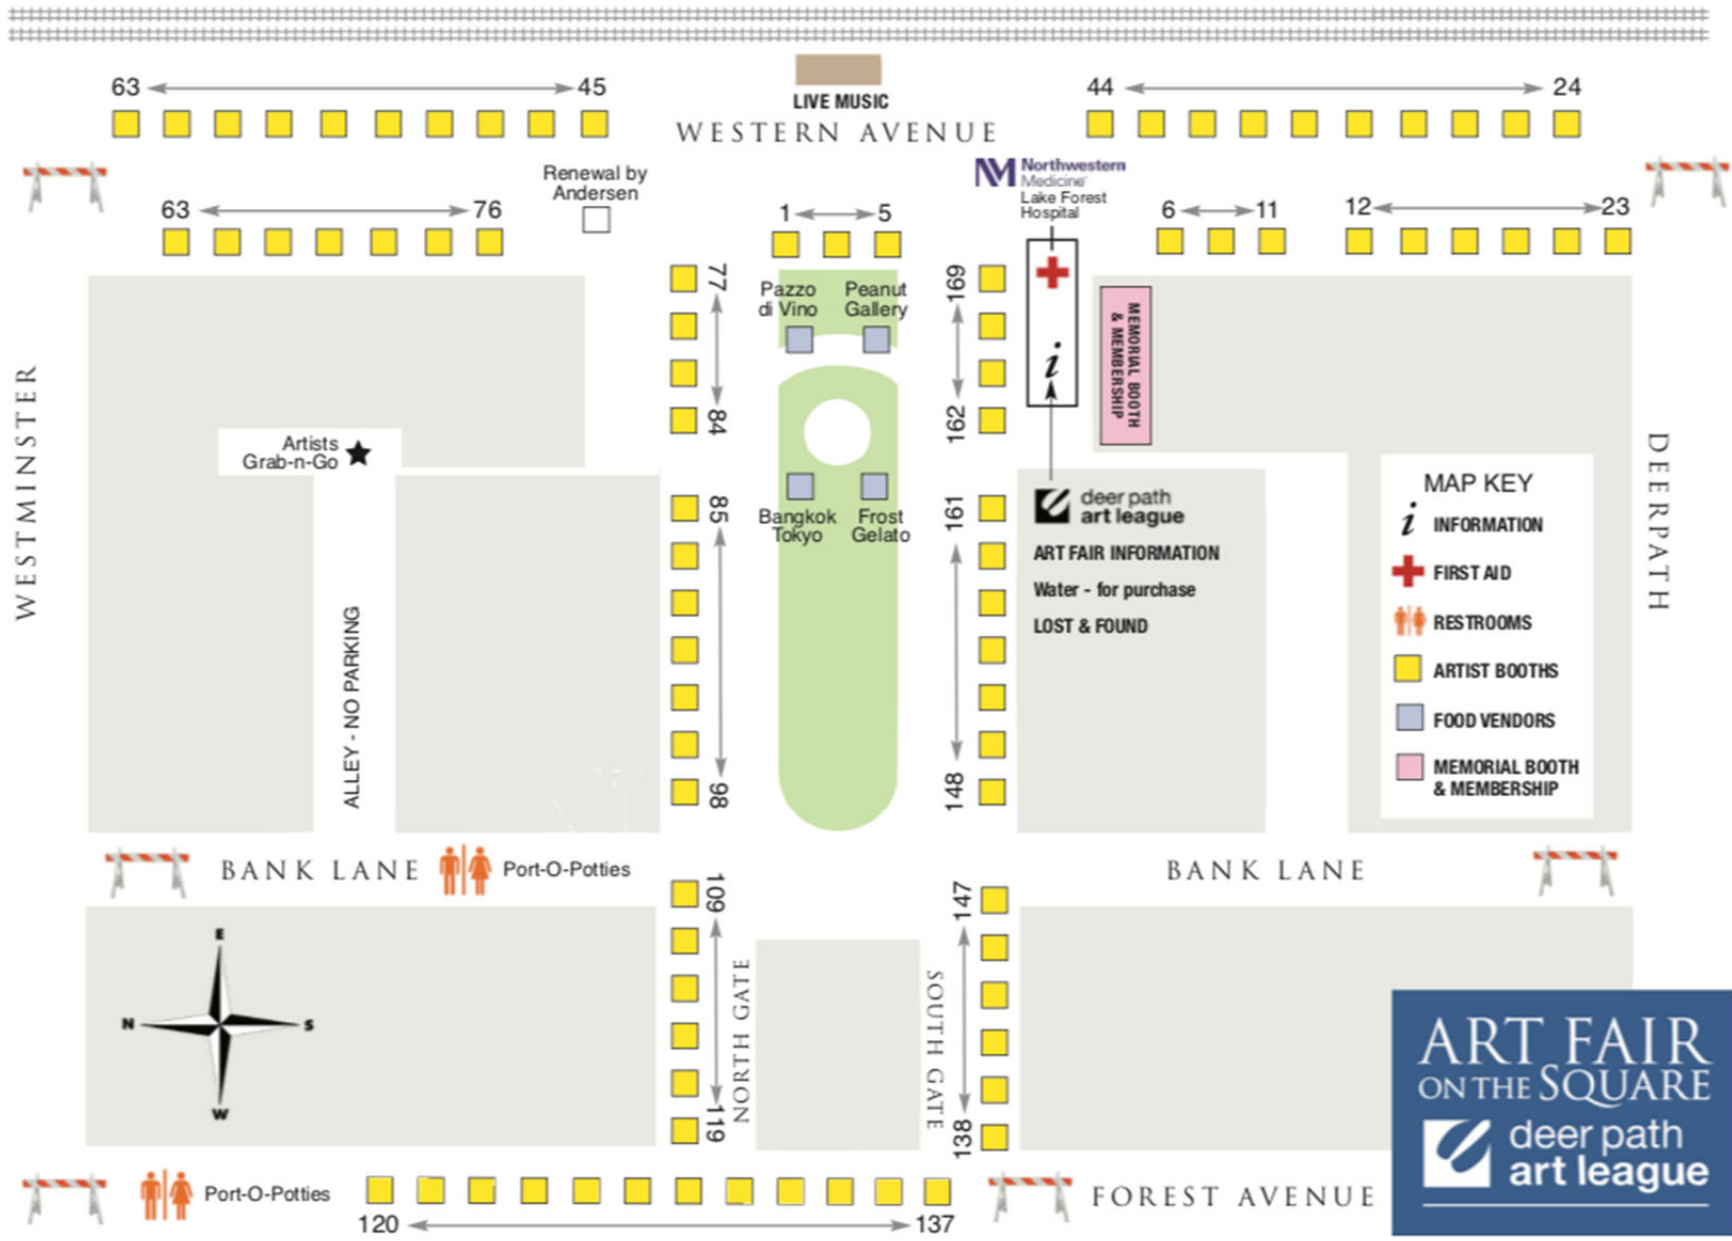 63 45
LIVE MUSIC
WESTERN AVENUE
44 24
Renewal by
Andersen
63 76
1 5
Northwestern
Medicine
Lake Forest
Hospital
6 11
12 23
77
84
Pazzo
di Vino
Peanut
Gallery
169
162
i
MEMORIAL BOOTH
& MEMBERSHIP
WESTMINSTER
Artists
Grab-n-Go
ALLEY - NO PARKING
85
98
Bangkok
Tokyo
Frost
Gelato
161
148
deer path
art league
ART FAIR INFORMATION
Water - for purchase
LOST & FOUND
DEERPATH
MAP KEY
i INFORMATION
FIRST AID
RESTROOMS
ARTIST BOOTHS
FOOD VENDORS
MEMORIAL BOOTH
& MEMBERSHIP
BANK LANE
Port-O-Potties
BANK LANE
E
N S
W
109
119
NORTH GATE
SOUTH GATE
147
138
Port-O-Potties
120 137
FOREST AVENUE
ART FAIR
ON THE SQUARE
deer path
art league